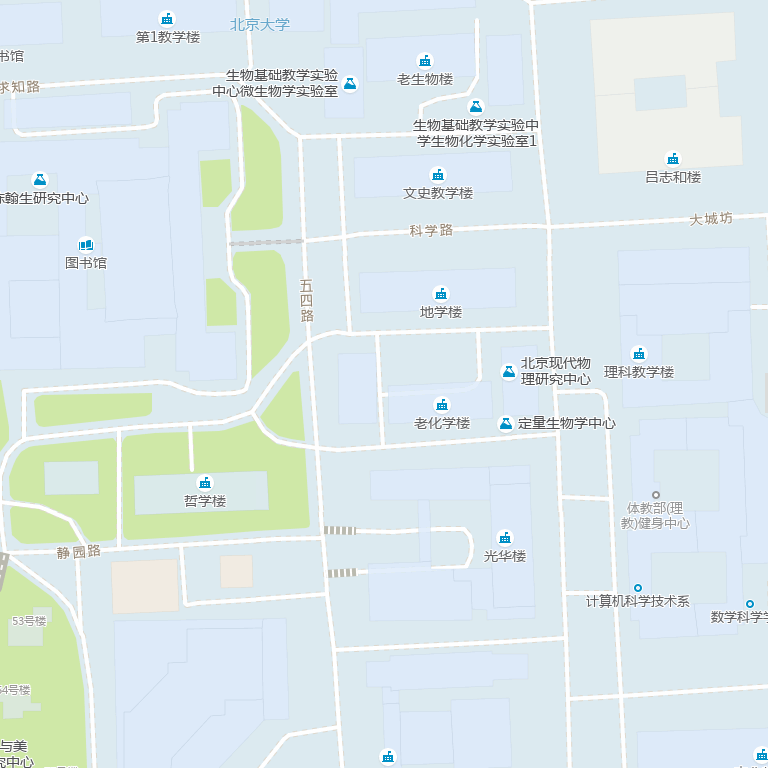 北京大学
第1教学楼
书馆
求知路
生物基础教学实验
中心微生物学实验室
老生物楼
生物基础教学实验中
学生物化学实验室1
吕志和楼
翰生研究中心
文史教学楼
大城坊
科学路
图书馆
五四路
地学楼
北京现代物
理研究中心
理科教学楼
老化学楼
定量生物学中心
哲学楼
体教部(理
教)健身中心
静园路
光华楼
计算机科学技术系
数学科学学
53号楼
54号楼
与美
究中心